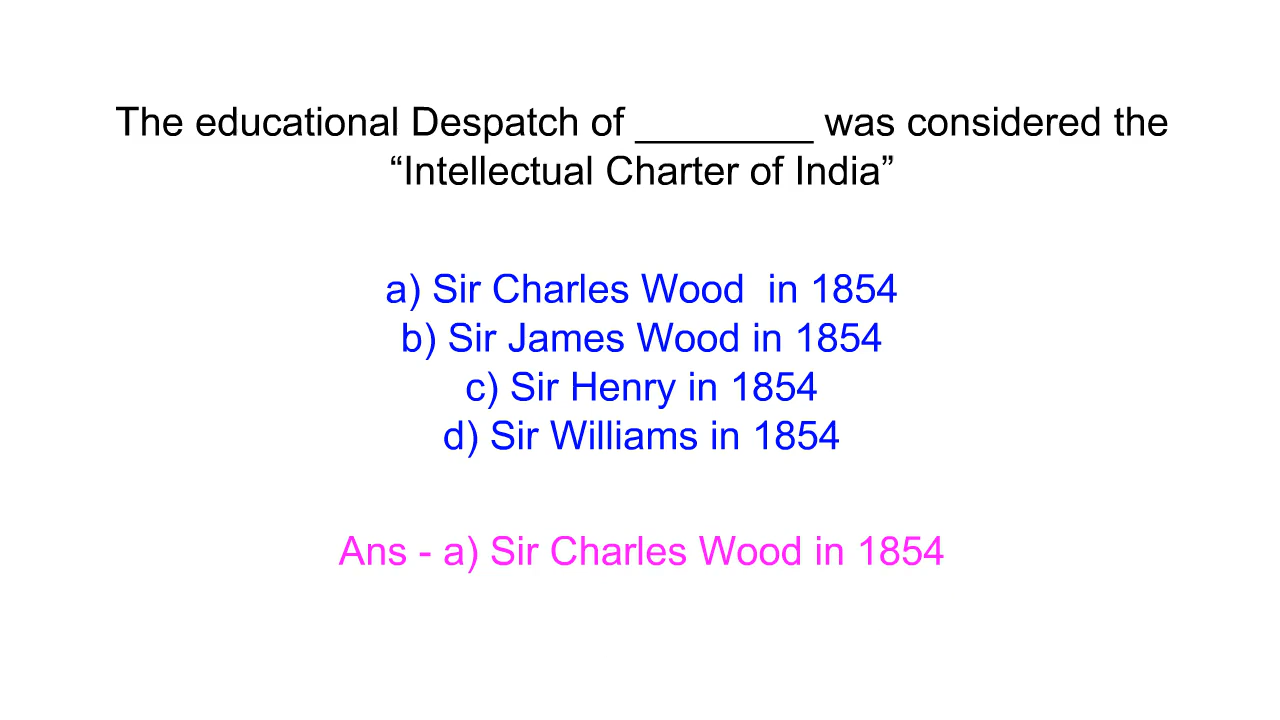 The educational Despatch of ________ was considered the
“Intellectual Charter of India”
a) Sir Charles Wood  in 1854
b) Sir James Wood in 1854
c) Sir Henry in 1854
d) Sir Williams in 1854
Ans - a) Sir Charles Wood in 1854